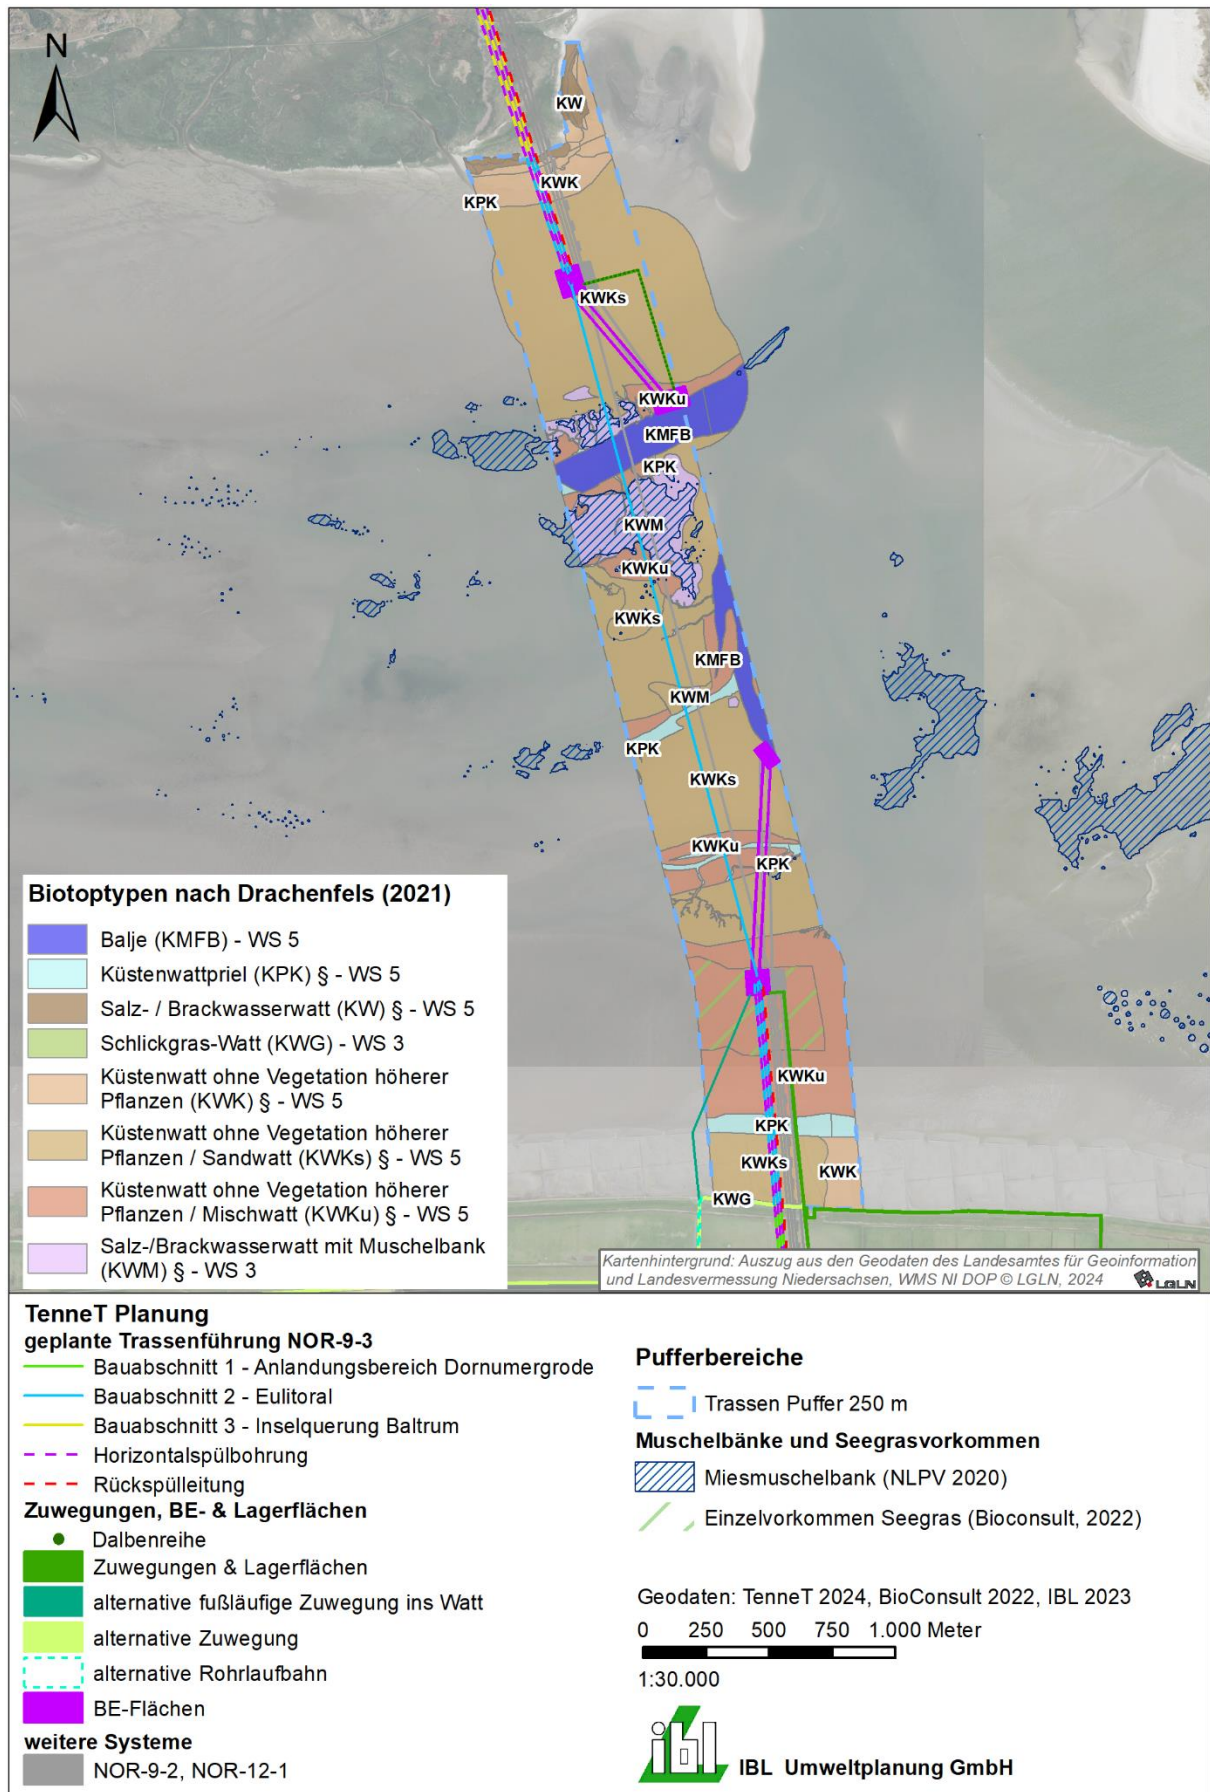 N
KW
KWK
KPK
KWKs
KWKu
KMFB
KPK
KWM
KWKu
KWKs
KMFB
KWM
KPK
KWKs
KWKu
KPK
KWKu
KPK
KWKs
KWK
KWG
Biotoptypen nach Drachenfels (2021)
Balje (KMFB) - WS 5
Küstenwattpriel (KPK) § - WS 5
Salz- / Brackwasserwatt (KW) § - WS 5
Schlickgras-Watt (KWG) - WS 3
Küstenwatt ohne Vegetation höherer
Pflanzen (KWK) § - WS 5
Küstenwatt ohne Vegetation höherer
Pflanzen / Sandwatt (KWKs) § - WS 5
Küstenwatt ohne Vegetation höherer
Pflanzen / Mischwatt (KWKu) § - WS 5
Salz-/Brackwasserwatt mit Muschelbank
(KWM) § - WS 3
Kartenhintergrund: Auszug aus den Geodaten des Landesamtes für Geoinformation
und Landesvermessung Niedersachsen, WMS NI DOP © LGLN, 2024
LGLN
TenneT Planung
geplante Trassenführung NOR-9-3
Bauabschnitt 1 - Anlandungsbereich Dornumergrode
Bauabschnitt 2 - Eulitoral
Bauabschnitt 3 - Inselquerung Baltrum
Horizontalspülbohrung
Rückspülleitung
Zuwegungen, BE- & Lagerflächen
Dalbenreihe
Zuwegungen & Lagerflächen
alternative fußläufige Zuwegung ins Watt
alternative Zuwegung
alternative Rohrlaufbahn
BE-Flächen
weitere Systeme
NOR-9-2, NOR-12-1
Pufferbereiche
Trassen Puffer 250 m
Muschelbänke und Seegrasvorkommen
Miesmuschelbank (NLPV 2020)
Einzelvorkommen Seegras (Bioconsult, 2022)
Geodaten: TenneT 2024, BioConsult 2022, IBL 2023
0 250 500 750 1.000 Meter
1:30.000
ibl IBL Umweltplanung GmbH